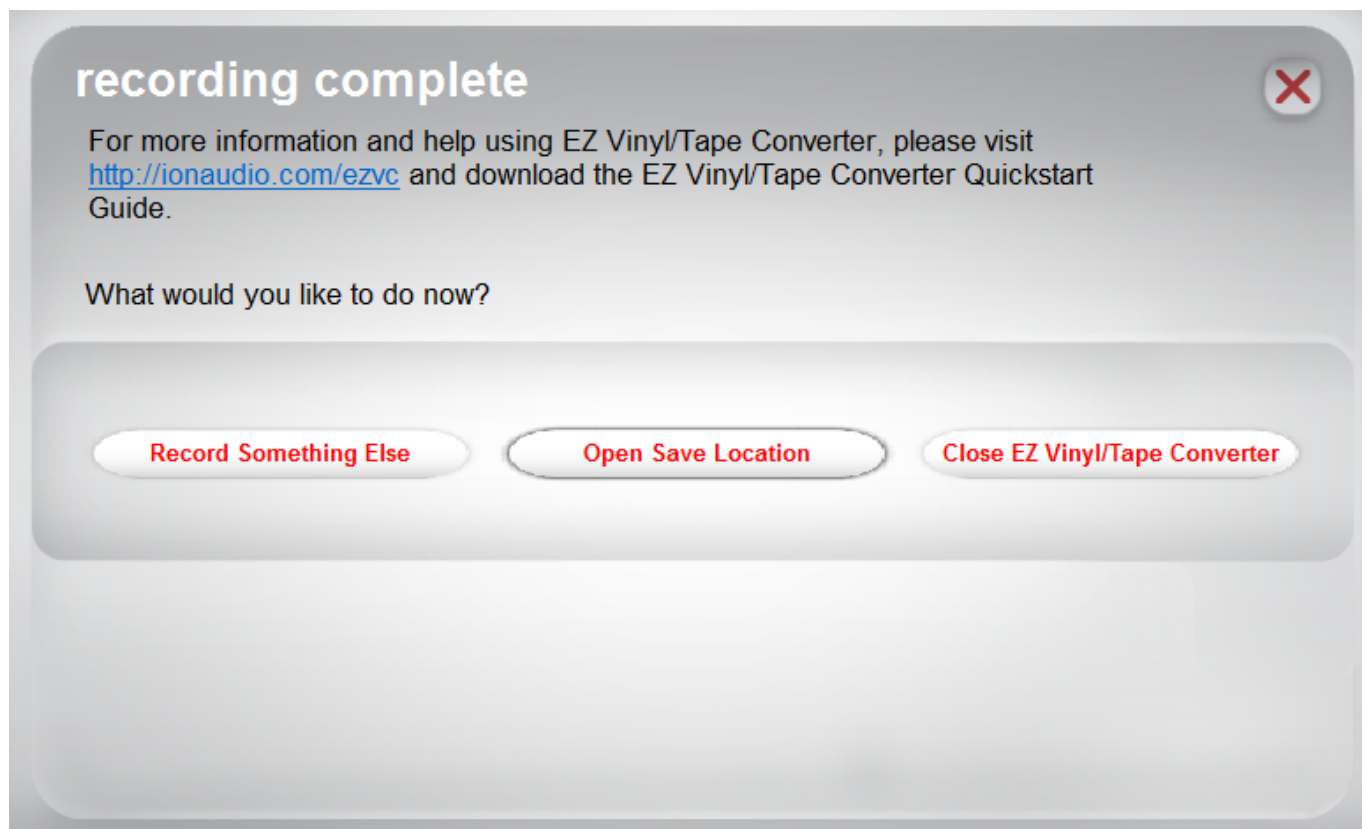 recording complete
For more information and help using EZ Vinyl/Tape Converter, please visit
http://ionaudio.com/ezvc and download the EZ Vinyl/Tape Converter Quickstart
Guide.
What would you like to do now?
Record Something Else
Open Save Location
Close EZ Vinyl/Tape Converter